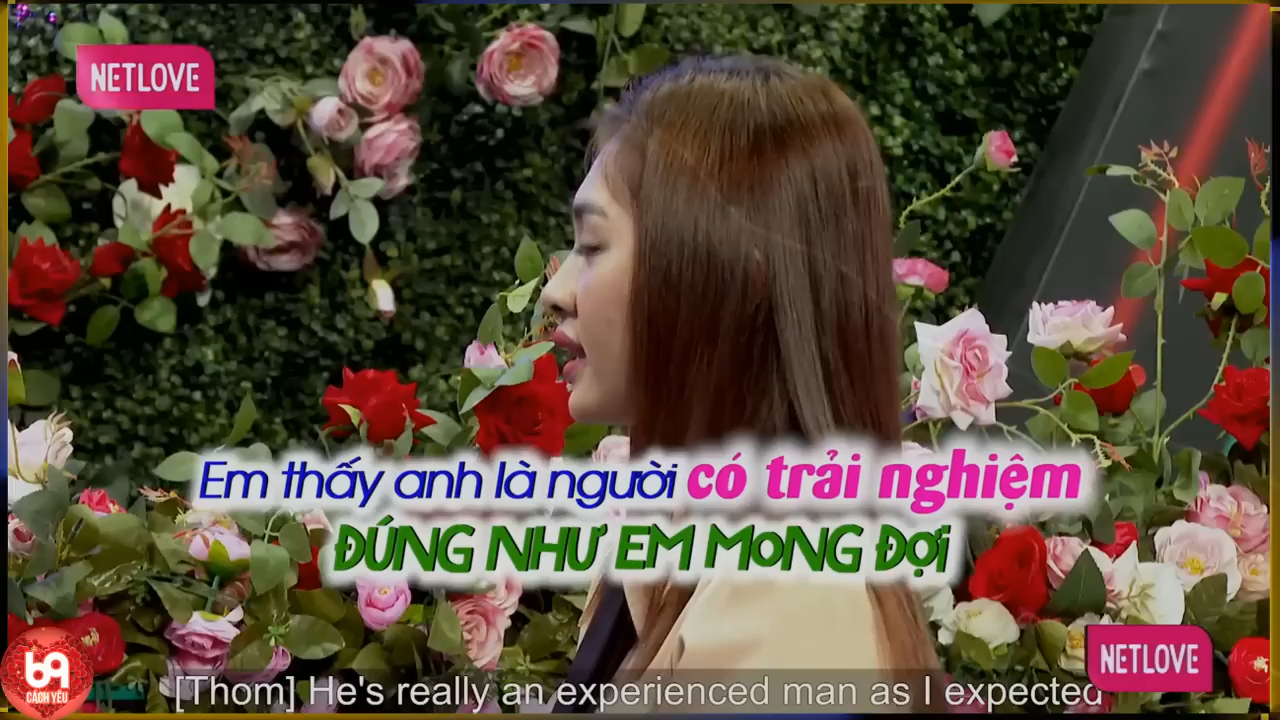 NETLOVE
Em thấy anh là người có trải nghiệm
ĐÚNG NHƯ EM MONG ĐỢI
NETLOVE
69
CÁCH YÊU
[Thom] He's really an experienced man as I expected